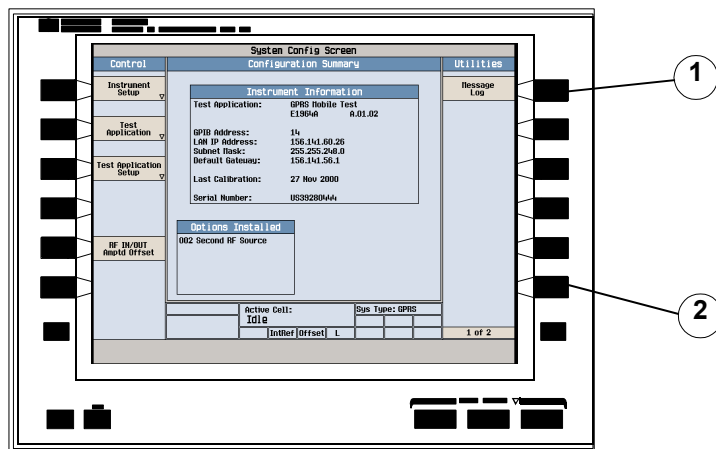 System Config Screen
Control
Configuration Summary
Utilities
Instrument
Setup
Test
Application
Test Application
Setup
RF IN/OUT
Amptd Offset
Instrument Information
Test Application: GPRS Mobile Test
E1964A A.01.02
GPIB Address: 14
LAN IP Address: 156.141.60.26
Subnet Mask: 255.255.248.0
Default Gateway: 156.141.56.1
Last Calibration: 27 Nov 2000
Serial Number: US39280444
Options Installed
002 Second RF Source
Message
Log
Active Cell:
Idle
Sys Type: GPRS
IntRef Offset L
1 of 2
1
2